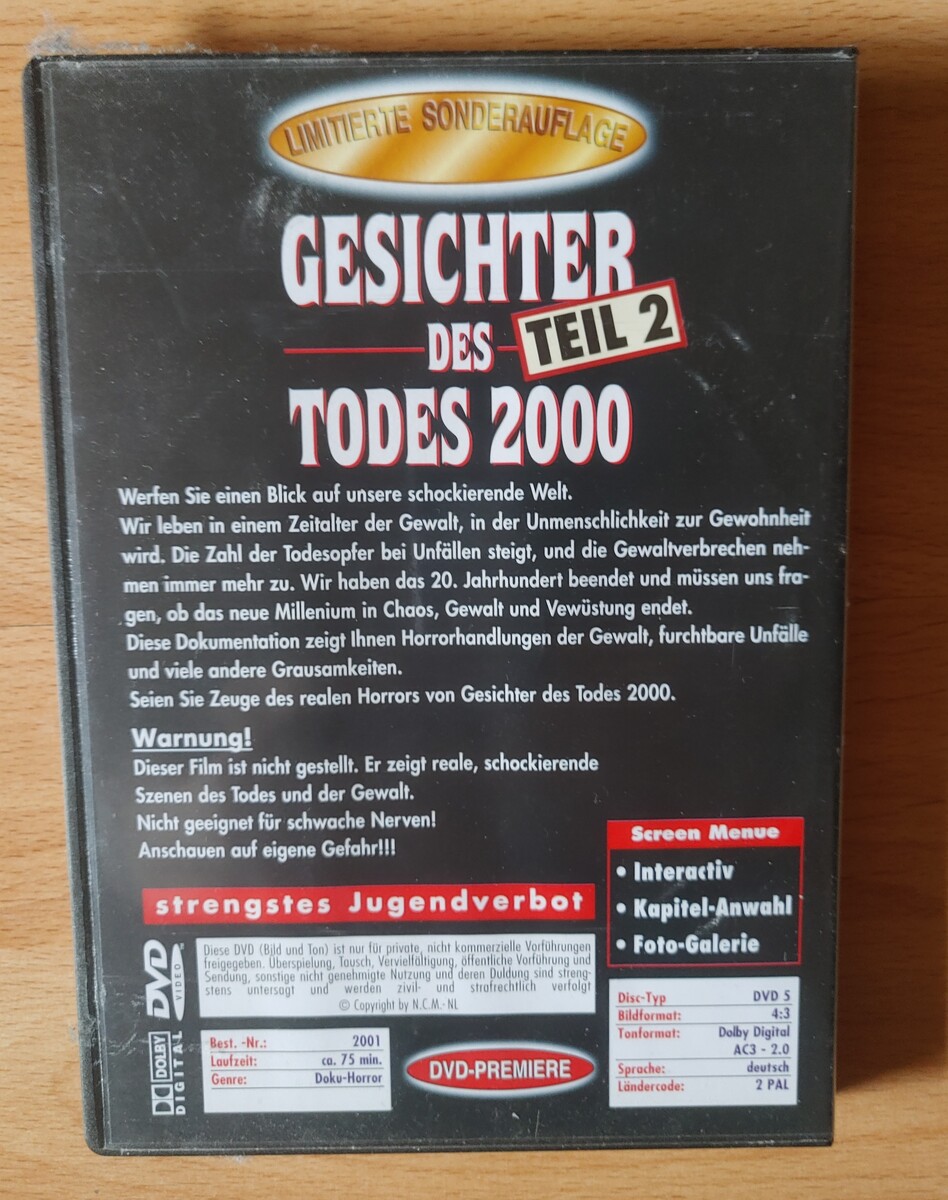 LIMITIERTE SONDERAUFLAGE
GESICHTER
DES
TEIL 2
TODES 2000
Werfen Sie einen Blick auf unsere schockierende Welt.
Wir leben in einem Zeitalter der Gewalt, in der Unmenschlichkeit zur Gewohnheit
wird. Die Zahl der Todesopfer bei Unfällen steigt, und die Gewaltverbrechen neh-
men immer mehr zu. Wir haben das 20. Jahrhundert beendet und müssen uns fra-
gen, ob das neue Millenium in Chaos, Gewalt und Vewüstung endet.
Diese Dokumentation zeigt Ihnen Horrorhandlungen der Gewalt, furchtbare Unfälle
und viele andere Grausamkeiten.
Seien Sie Zeuge des realen Horrors von Gesichter des Todes 2000.
Warnung!
Dieser Film ist nicht gestellt. Er zeigt reale, schockierende
Szenen des Todes und der Gewalt.
Nicht geeignet für schwache Nerven!
Anschauen auf eigene Gefahr!!!
strengstes Jugendverbot
Screen Menue
• Interactiv
• Kapitel-Anwahl
• Foto-Galerie
DVD
VIDEO
Diese DVD (Bild und Ton) ist nur für private, nicht kommerzielle Vorführungen
freigegeben. Überspielung, Tausch, Vervielfältigung, öffentliche Vorführung und
Sendung, sonstige nicht genehmigte Nutzung und deren Duldung sind streng-
stens untersagt und werden zivil- und strafrechtlich verfolgt
© Copyright by N.C.M.- NL
DOLBY
DIGITAL
Best. -Nr.: 2001
Laufzeit: ca. 75 min.
Genre: Doku-Horror
DVD-PREMIERE
Disc-Typ DVD 5
Bildformat: 4:3
Tonformat: Dolby Digital
AC3 - 2.0
Sprache: deutsch
Ländercode: 2 PAL